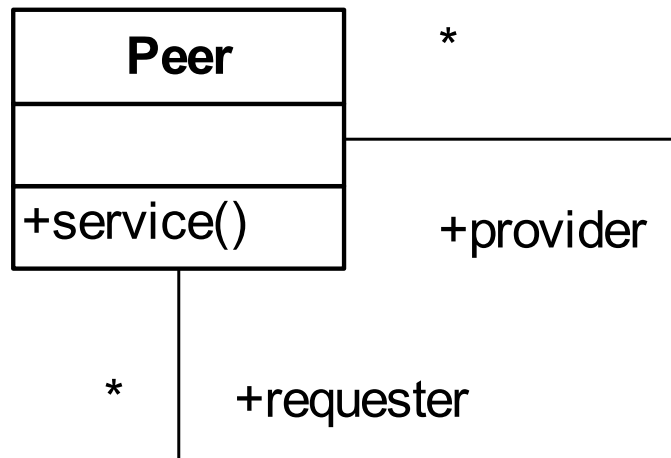 Peer
*
+service()
+provider
*
+requester